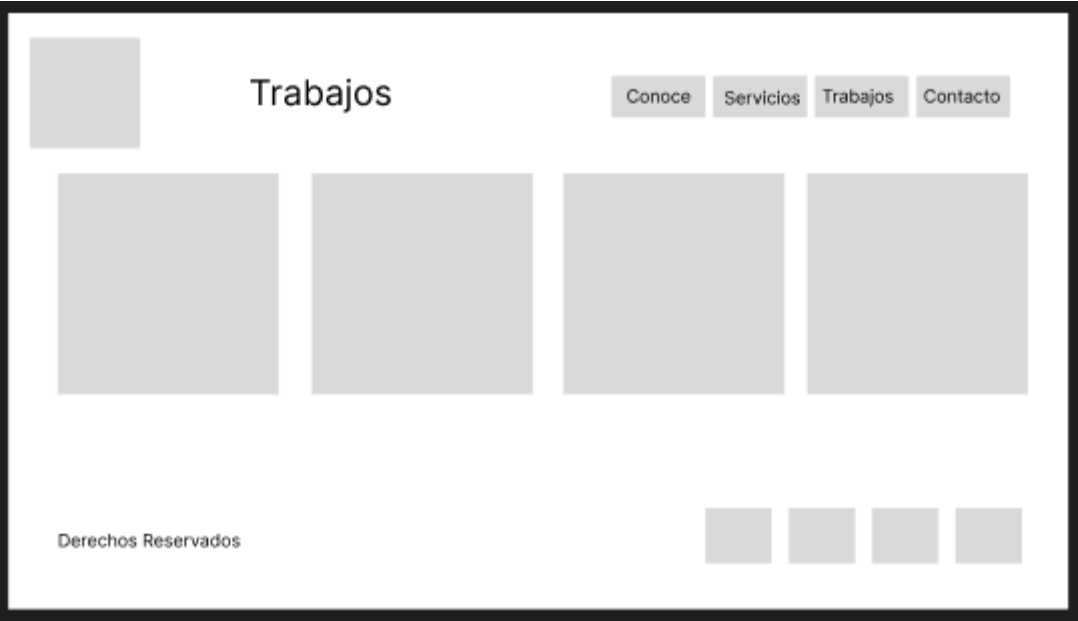 Trabajos
Conoce
Servicios
Trabajos
Contacto
Derechos Reservados